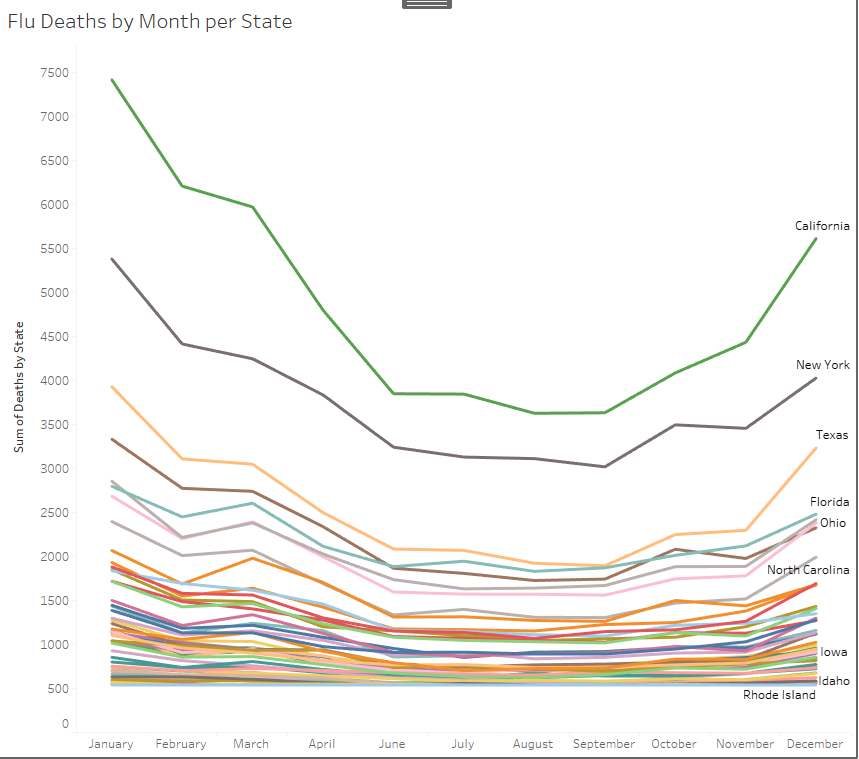 Flu Deaths by Month per State
7500
7000
6500
6000
5500
5000
4500
4000
3500
3000
2500
2000
1500
1000
500
0
Sum of Deaths by State
California
New York
Texas
Florida
Ohio
North Carolina
Iowa
Idaho
Rhode Island
January February March April June July August September October November December